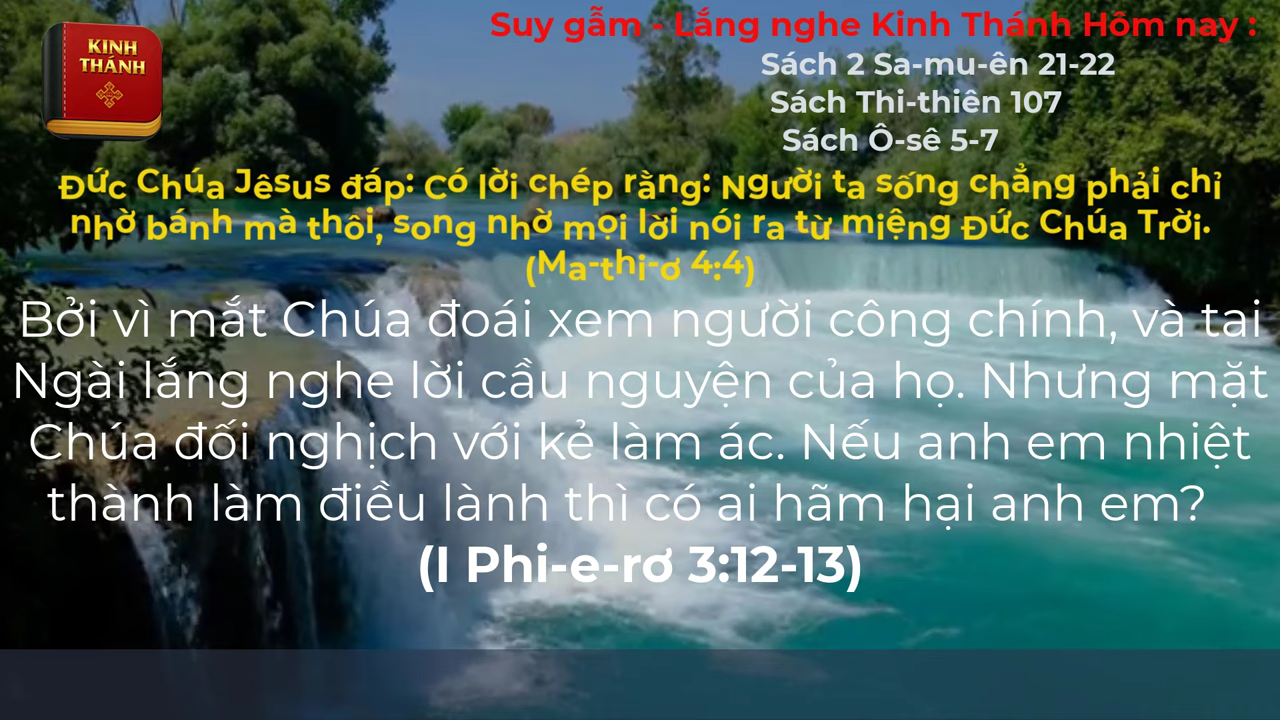 KINH
THÁNH
Suy gẫm - Lắng nghe Kinh Thánh Hôm nay :
Sách 2 Sa-mu-ên 21-22
Sách Thi-thiên 107
Sách Ô-sê 5-7
Đức Chúa Jêsus đáp: Có lời chép rằng: Người ta sống chẳng phải chỉ
nhờ bánh mà thôi, song nhờ mọi lời nói ra từ miệng Đức Chúa Trời.
(Ma-thi-ơ 4:4)
Bởi vì mắt Chúa đoái xem người công chính, và tai
Ngài lắng nghe lời cầu nguyện của họ. Nhưng mặt
Chúa đối nghịch với kẻ làm ác. Nếu anh em nhiệt
thành làm điều lành thì có ai hãm hại anh em?
(I Phi-e-rơ 3:12-13)